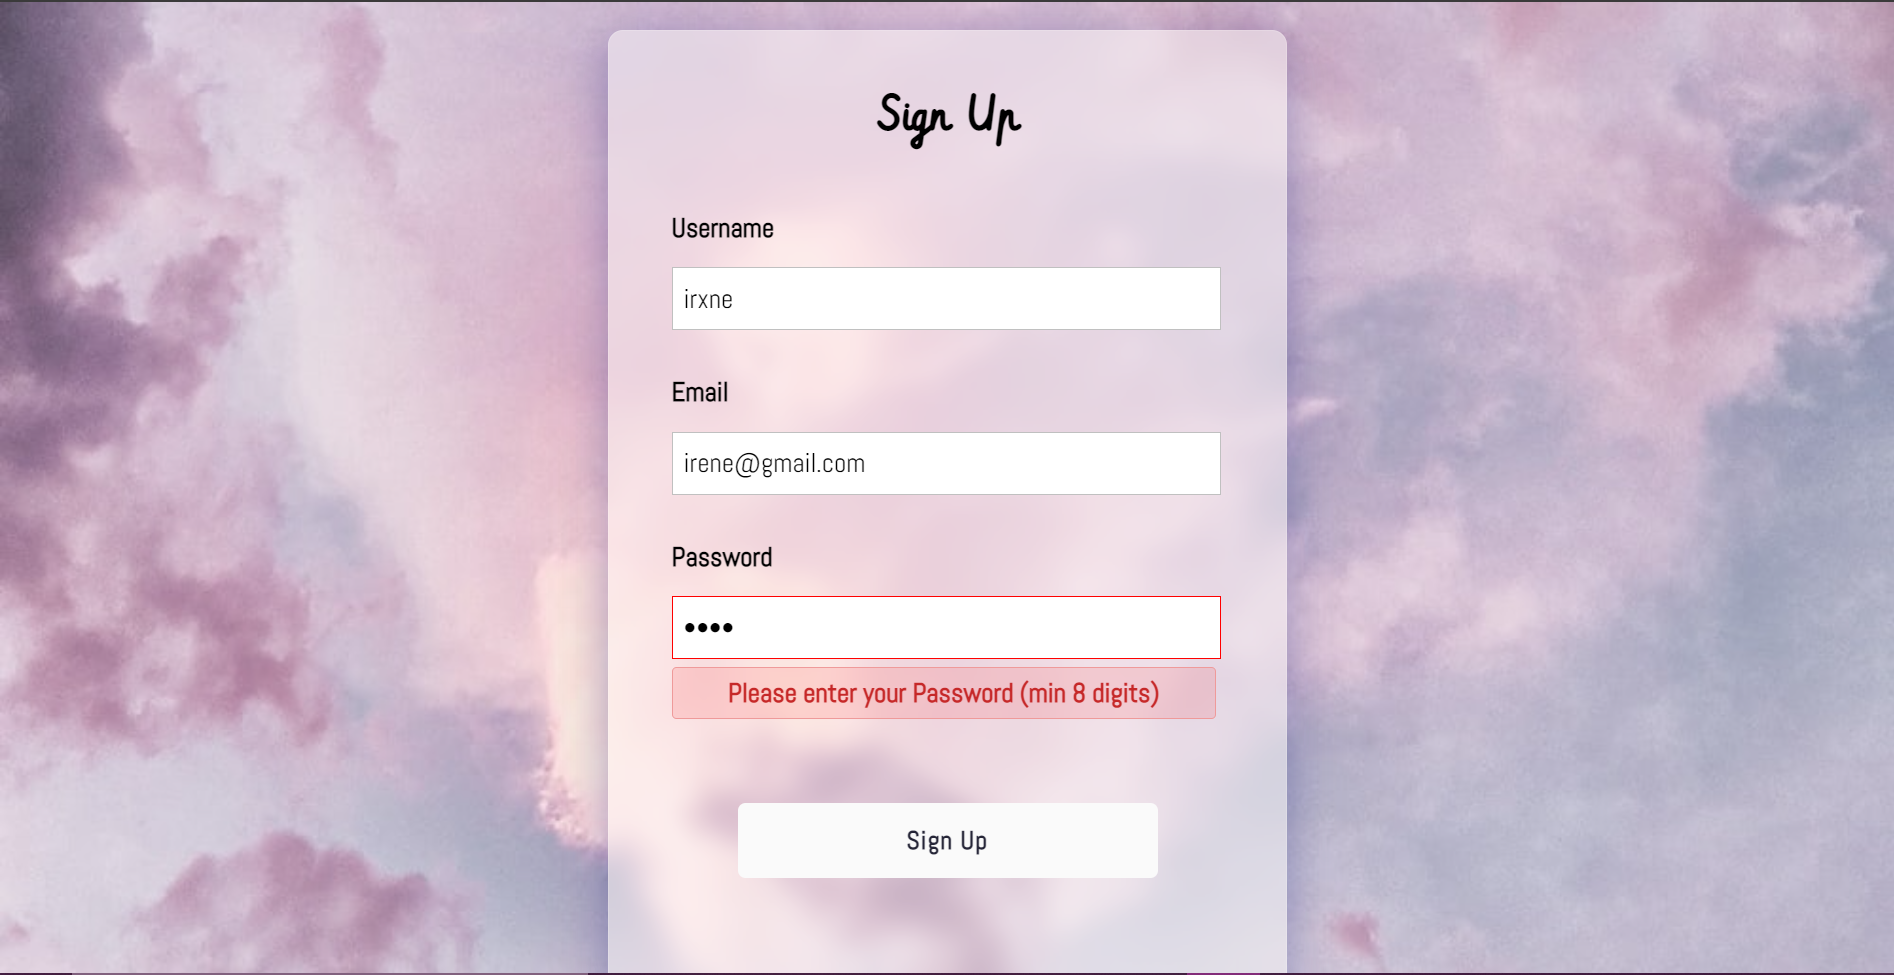 Sign Up
Username
irxne
Email
irene@gmail.com
Password
••••
Please enter your Password (min 8 digits)
Sign Up